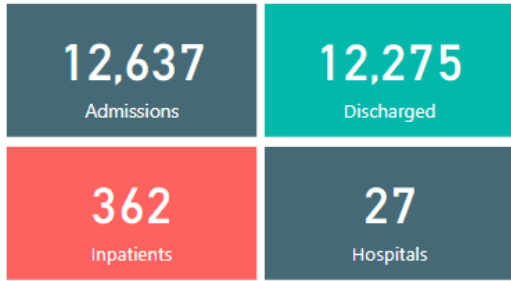 12,637
Admissions
12,275
Discharged
362
Inpatients
27
Hospitals